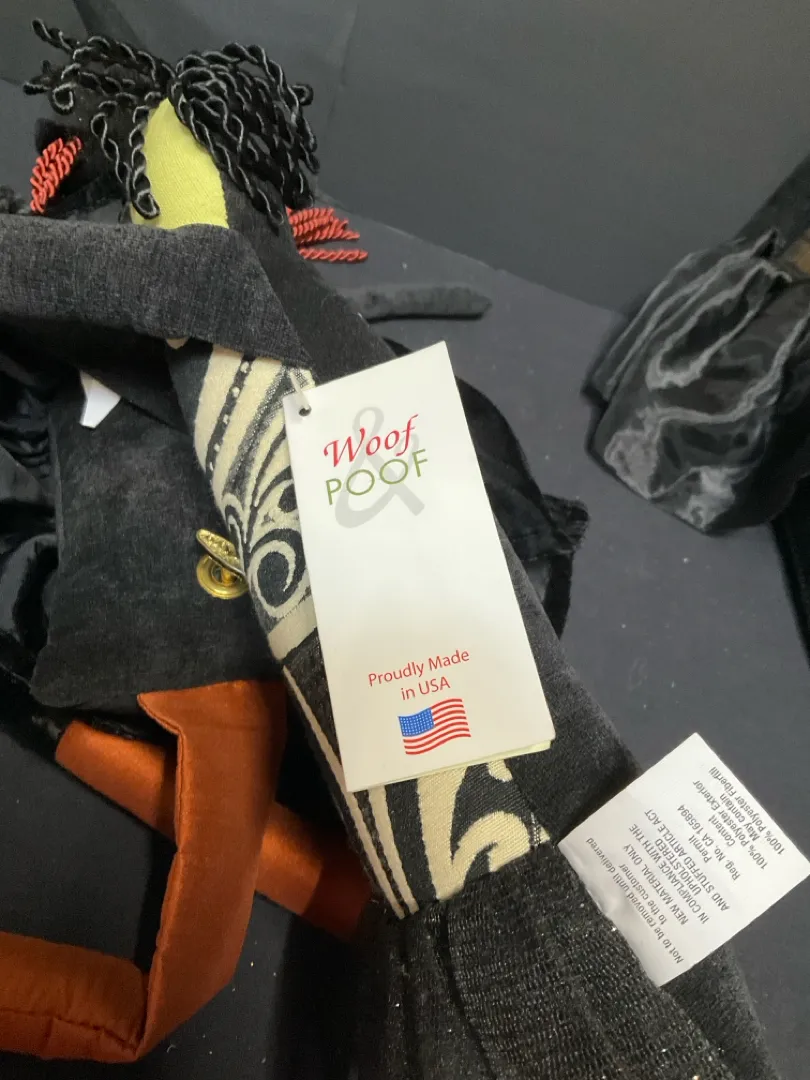 Woof
&
POOF
Proudly Made
in USA
Not to be removed until delivered
to the customer
NEW MATERIAL ONLY
IN COMPLIANCE WITH THE
UPHOLSTERED
AND STUFFED ARTICLE ACT
Permit
Reg. No. CA 165894
Content Exterior
100% Polyester
May contain
100% Polyester Fiberfill